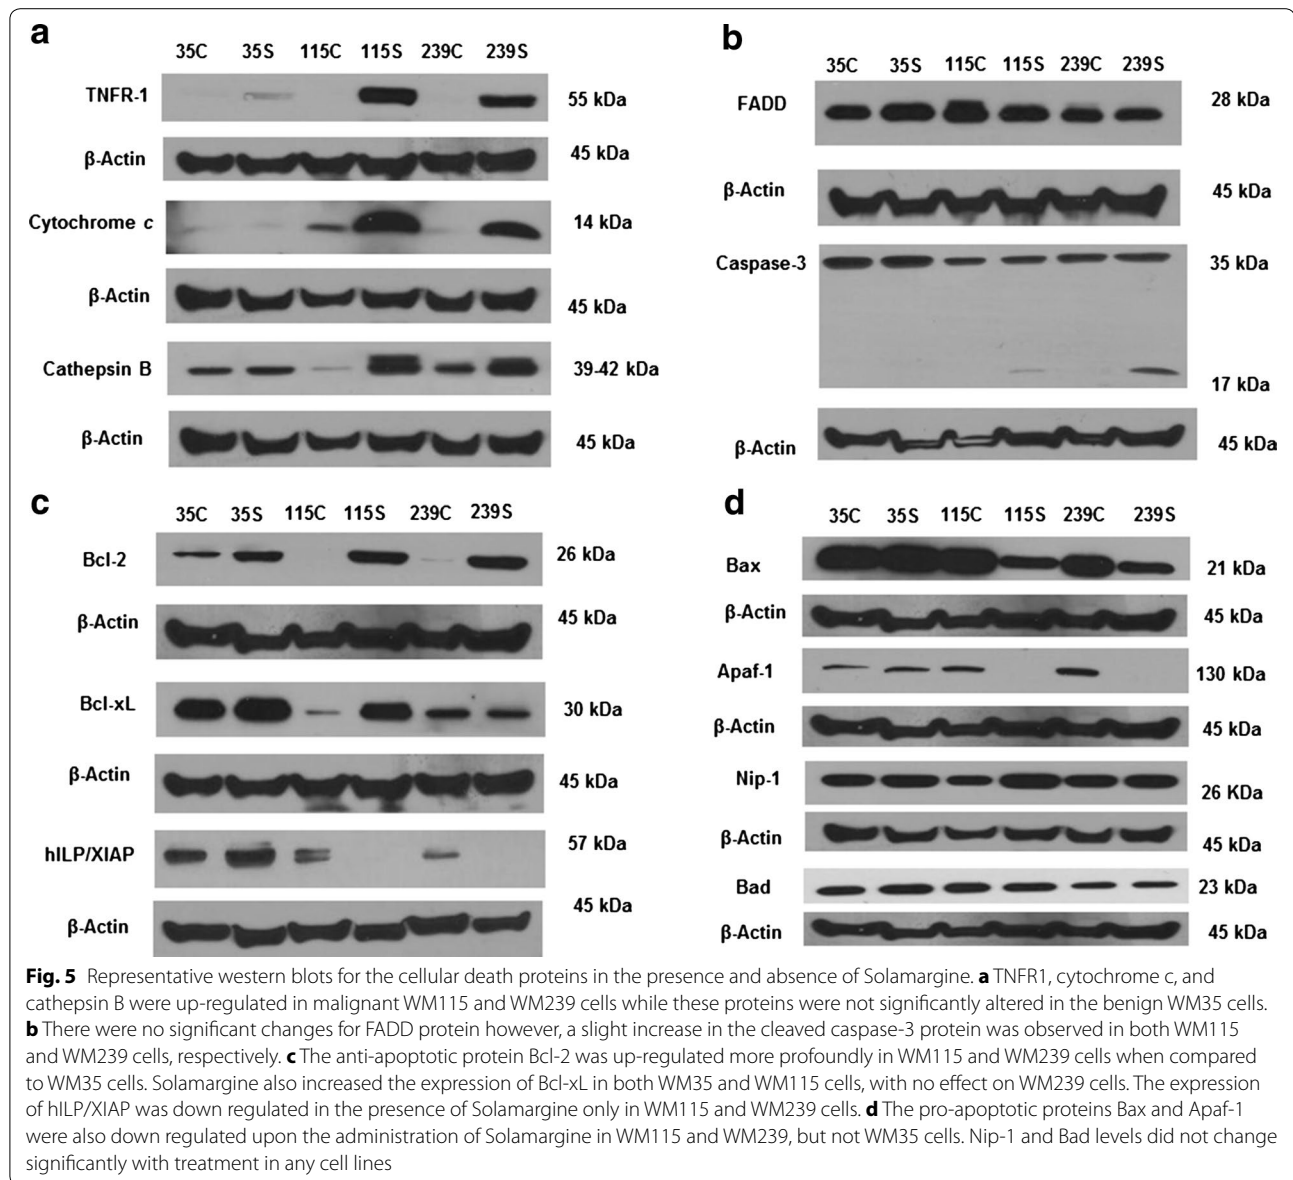 a
35C 35S 115C 115S 239C 239S
TNFR-1 55 kDa
β-Actin 45 kDa
Cytochrome c 14 kDa
β-Actin 45 kDa
Cathepsin B 39-42 kDa
β-Actin 45 kDa
b
35C 35S 115C 115S 239C 239S
FADD 28 kDa
β-Actin 45 kDa
Caspase-3 35 kDa
17 kDa
β-Actin 45 kDa
c
35C 35S 115C 115S 239C 239S
Bcl-2 26 kDa
β-Actin 45 kDa
Bcl-xL 30 kDa
β-Actin 45 kDa
hILP/XIAP 57 kDa
45 kDa
β-Actin
d
35C 35S 115C 115S 239C 239S
Bax 21 kDa
β-Actin 45 kDa
Apaf-1 130 kDa
β-Actin 45 kDa
Nip-1 26 KDa
β-Actin 45 kDa
Bad 23 kDa
β-Actin 45 kDa
Fig. 5 Representative western blots for the cellular death proteins in the presence and absence of Solamargine. a TNFR1, cytochrome c, and
cathepsin B were up-regulated in malignant WM115 and WM239 cells while these proteins were not significantly altered in the benign WM35 cells.
b There were no significant changes for FADD protein however, a slight increase in the cleaved caspase-3 protein was observed in both WM115
and WM239 cells, respectively. c The anti-apoptotic protein Bcl-2 was up-regulated more profoundly in WM115 and WM239 cells when compared
to WM35 cells. Solamargine also increased the expression of Bcl-xL in both WM35 and WM115 cells, with no effect on WM239 cells. The expression
of hILP/XIAP was down regulated in the presence of Solamargine only in WM115 and WM239 cells. d The pro-apoptotic proteins Bax and Apaf-1
were also down regulated upon the administration of Solamargine in WM115 and WM239, but not WM35 cells. Nip-1 and Bad levels did not change
significantly with treatment in any cell lines